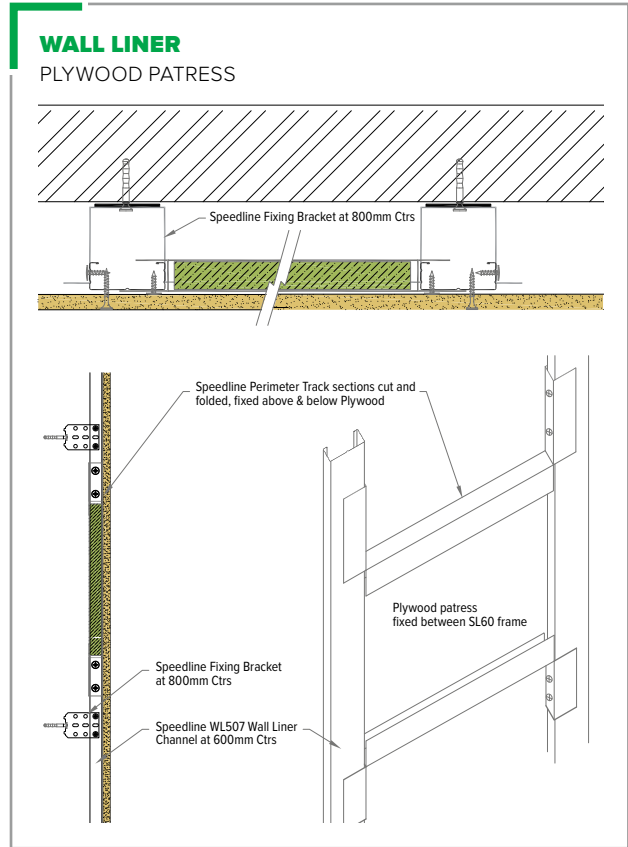 WALL LINER
PLYWOOD PATRESS
Speedline Fixing Bracket at 800mm Ctrs
Speedline Perimeter Track sections cut and
folded, fixed above & below Plywood
Plywood patress
fixed between SL60 frame
Speedline Fixing Bracket
at 800mm Ctrs
Speedline WL507 Wall Liner
Channel at 600mm Ctrs